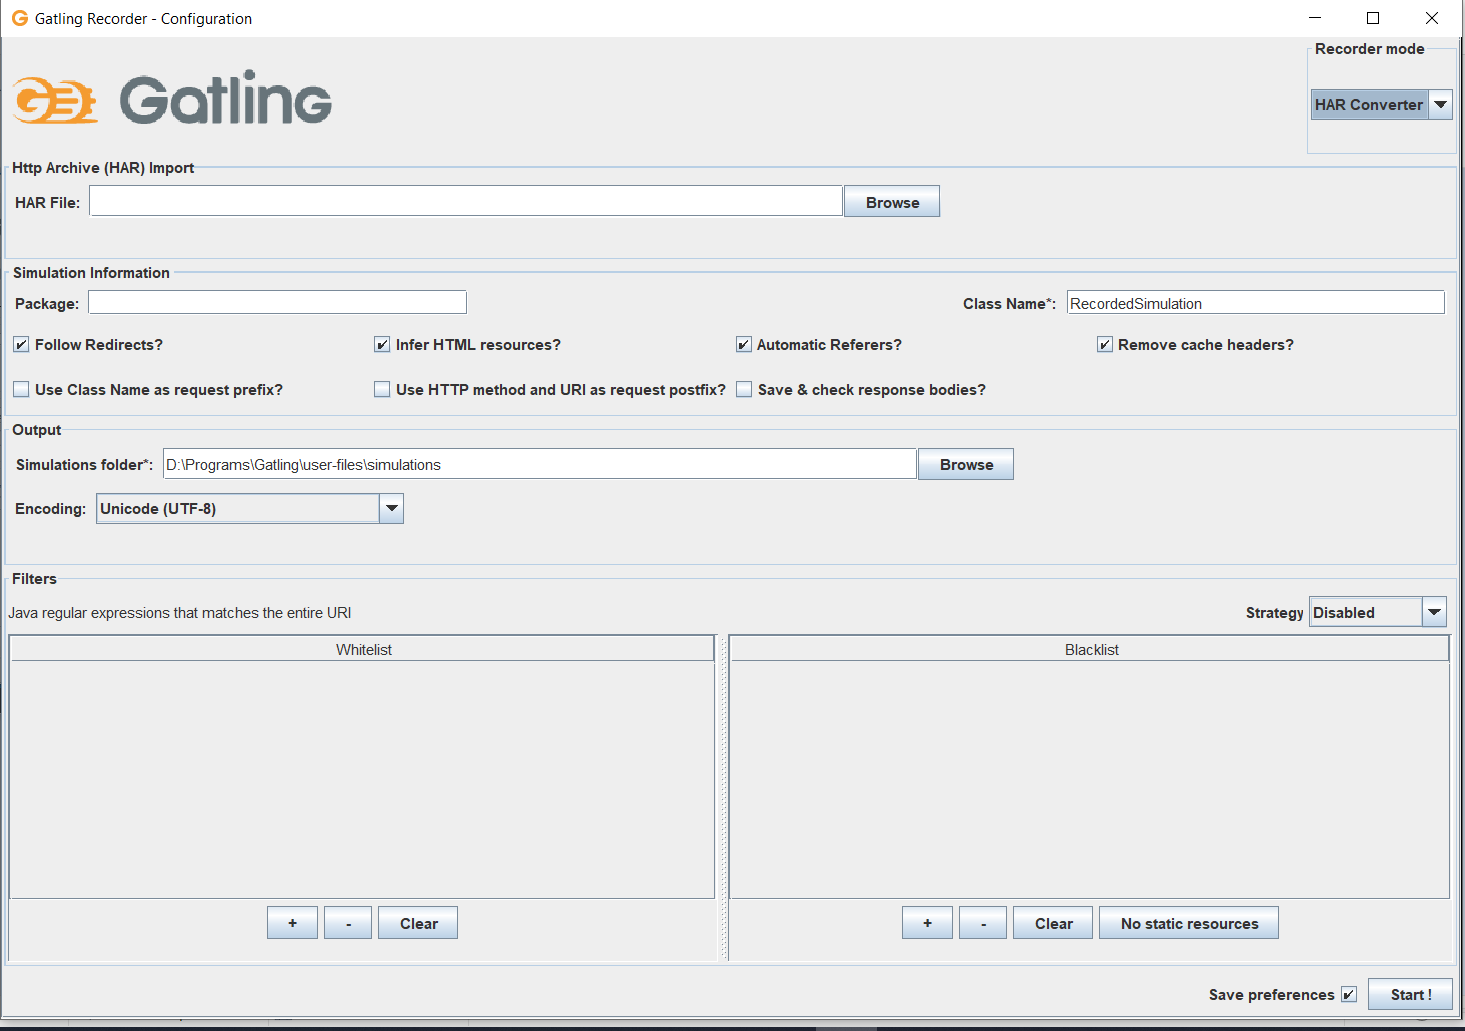 Gatling Recorder - Configuration
Recorder mode
Gatling
HAR Converter
Http Archive (HAR) Import
HAR File:
Browse
Simulation Information
Package:
Class Name*: RecordedSimulation
Follow Redirects? Infer HTML resources? Automatic Referers? Remove cache headers?
Use Class Name as request prefix? Use HTTP method and URI as request postfix? Save & check response bodies?
Output
Simulations folder*: D:\Programs\Gatling\user-files\simulations Browse
Encoding: Unicode (UTF-8)
Filters
Java regular expressions that matches the entire URI
Strategy Disabled
Whitelist Blacklist
+ - Clear + - Clear No static resources
Save preferences Start !